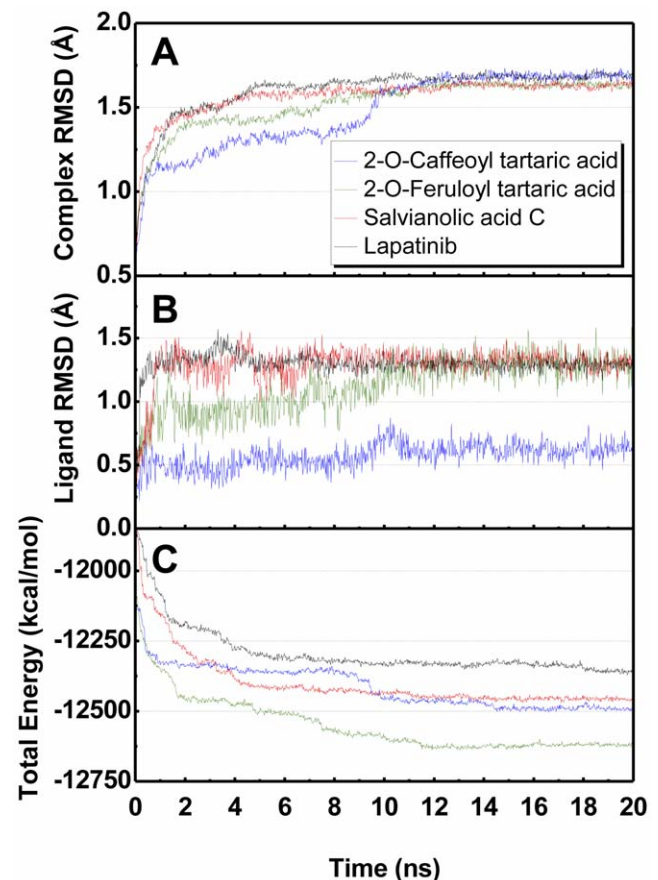 A
Complex RMSD (Å)
2.0
1.5
1.0
0.5
2-O-Caffeoyl tartaric acid
2-O-Feruloyl tartaric acid
Salvianolic acid C
Lapatinib
B
Ligand RMSD (Å)
1.5
1.0
0.5
0.0
C
Total Energy (kcal/mol)
-12000
-12250
-12500
-12750
0 2 4 6 8 10 12 14 16 18 20
Time (ns)